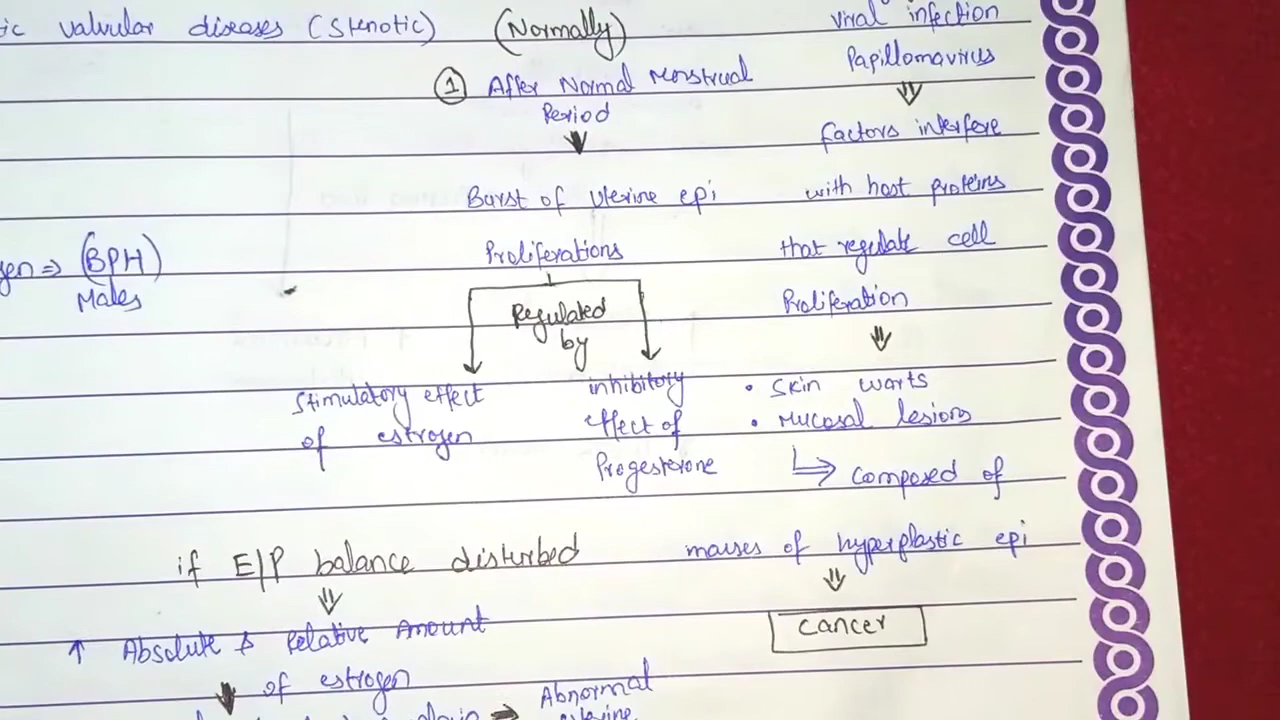 tic valvular diseases (Stenotic)
(Normally)
① After Normal Menstrual
Period
Burst of Uterine epi
Proliferations
Regulated
by
Stimulatory effect
of estrogen
inhibitory
effect of
Progesterone
if E/P balance disturbed
↑ Absolute & Relative Amount
of estrogen
Abnormal
uterine
gen ⇒ (BPH)
Males
viral infection
Papillomavirus
factors interfere
with host proteins
that regulate cell
Proliferation
• Skin warts
• Mucosal lesions
↳ Composed of
masses of hyperplastic epi
Cancer